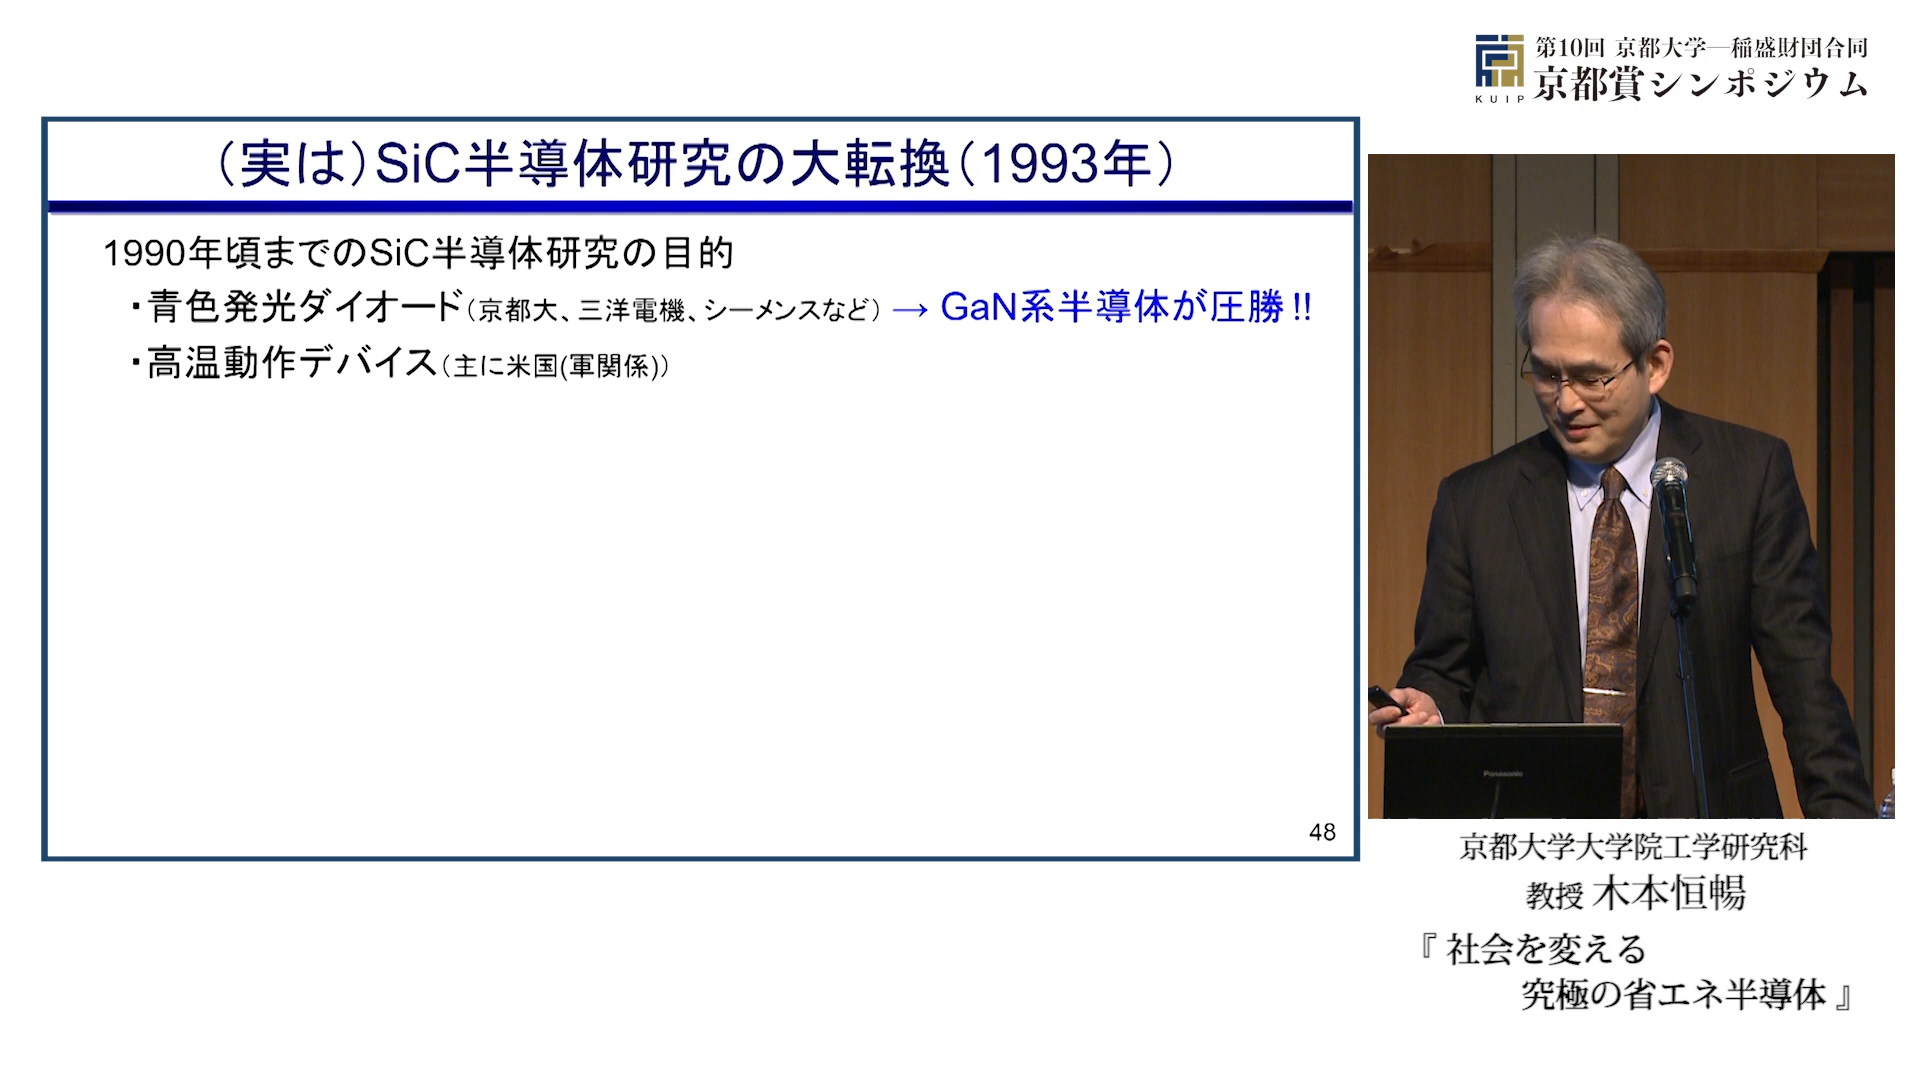 第10回 京都大学―稲盛財団合同
京都賞シンポジウム
KUIP
（実は）SiC半導体研究の大転換（1993年）
1990年頃までのSiC半導体研究の目的
・青色発光ダイオード（京都大、三洋電機、シーメンスなど） → GaN系半導体が圧勝!!
・高温動作デバイス（主に米国(軍関係)）
48
Panasonic
京都大学大学院工学研究科
教授 木本恒暢
『 社会を変える
究極の省エネ半導体 』